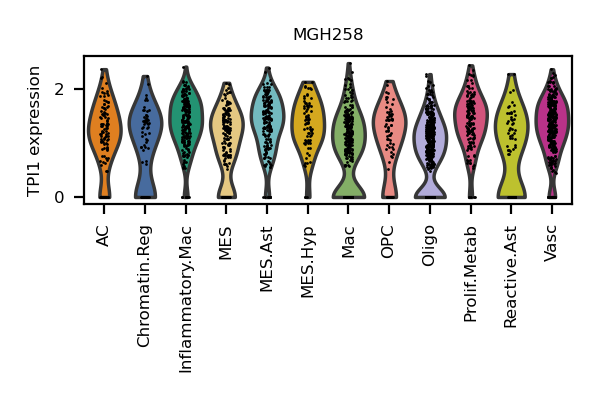 MGH258
TPI1 expression
2
0
AC
Chromatin.Reg
Inflammatory.Mac
MES
MES.Ast
MES.Hyp
Mac
OPC
Oligo
Prolif.Metab
Reactive.Ast
Vasc